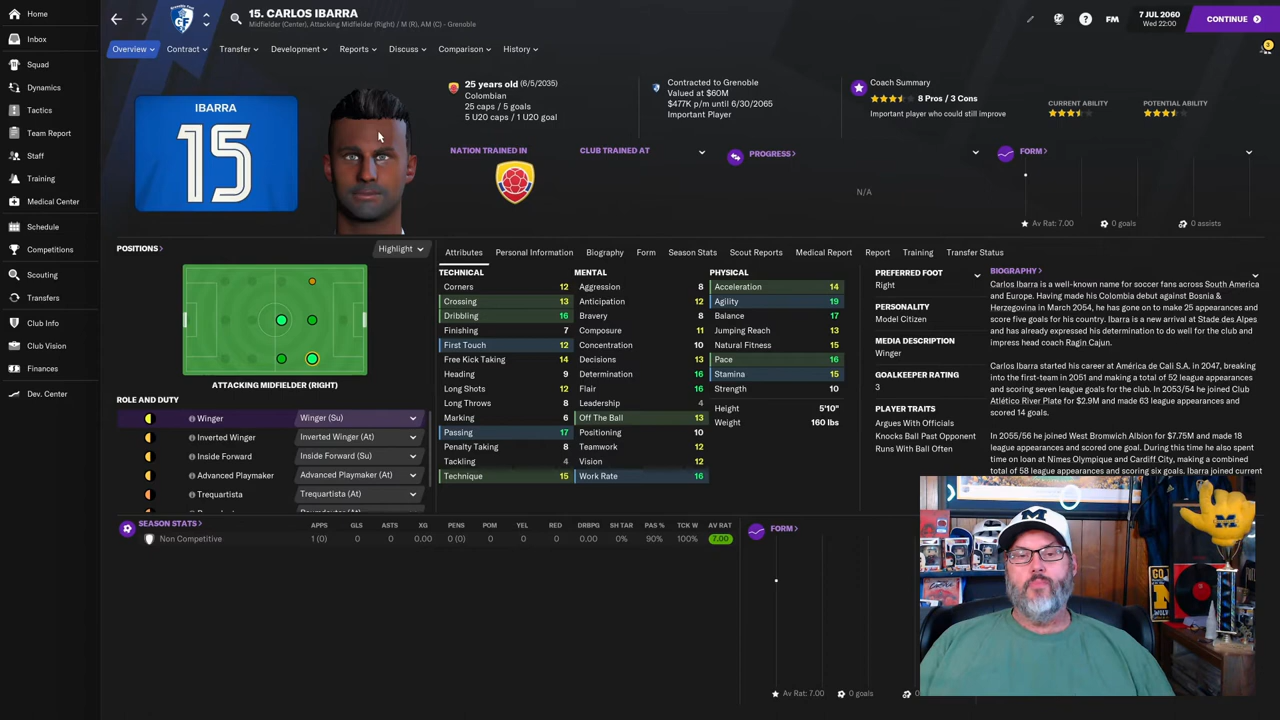 Home
Inbox
Squad
Dynamics
Tactics
Team Report
Staff
Training
Medical Center
Schedule
Competitions
Scouting
Transfers
Club Info
Club Vision
Finances
Dev. Center
15. CARLOS IBARRA
Midfielder (Center), Attacking Midfielder (Right) / M (R), AM (C) - Grenoble
FM
7 JUL 2060
Wed 22:00
CONTINUE
3
Overview
Contract
Transfer
Development
Reports
Discuss
Comparison
History
IBARRA
15
25 years old (6/5/2035)
Colombian
25 caps / 5 goals
5 U20 caps / 1 U20 goal
Contracted to Grenoble
Valued at $60M
$477K p/m until 6/30/2065
Important Player
Coach Summary
8 Pros / 3 Cons
Important player who could still improve
CURRENT ABILITY
POTENTIAL ABILITY
NATION TRAINED IN
CLUB TRAINED AT
PROGRESS
N/A
FORM
Av Rat: 7.00
0 goals
0 assists
POSITIONS
Highlight
ATTACKING MIDFIELDER (RIGHT)
ROLE AND DUTY
Winger Winger (Su)
Inverted Winger Inverted Winger (At)
Inside Forward Inside Forward (Su)
Advanced Playmaker Advanced Playmaker (At)
Trequartista Trequartista (At)
Attributes
Personal Information
Biography
Form
Season Stats
Scout Reports
Medical Report
Report
Training
Transfer Status
TECHNICAL
Corners 12
Crossing 13
Dribbling 16
Finishing 7
First Touch 12
Free Kick Taking 14
Heading 9
Long Shots 12
Long Throws 8
Marking 6
Passing 17
Penalty Taking 8
Tackling 4
Technique 15
MENTAL
Aggression 8
Anticipation 12
Bravery 8
Composure 11
Concentration 10
Decisions 13
Determination 16
Flair 16
Leadership 4
Off The Ball 13
Positioning 10
Teamwork 12
Vision 12
Work Rate 16
PHYSICAL
Acceleration 14
Agility 19
Balance 17
Jumping Reach 13
Natural Fitness 15
Pace 16
Stamina 15
Strength 10
Height 5'10"
Weight 160 lbs
PREFERRED FOOT
Right
PERSONALITY
Model Citizen
MEDIA DESCRIPTION
Winger
GOALKEEPER RATING
3
PLAYER TRAITS
Argues With Officials
Knocks Ball Past Opponent
Runs With Ball Often
BIOGRAPHY
Carlos Ibarra is a well-known name for soccer fans across South America
and Europe. Having made his Colombia debut against Bosnia &
Herzegovina in March 2054, he has gone on to make 25 appearances and
score five goals for his country. Ibarra is a new arrival at Stade des Alpes
and has already expressed his determination to do well for the club and
impress head coach Ragin Cajun.
Ibarra started his career at América de Cali S.A. in 2047, breaking
into the first-team in 2051 and making a total of 52 league appearances
and scoring seven league goals for the club. In 2053/54 he joined Club
Atlético River Plate for $2.9M and made 63 league appearances and
scored 14 goals.
In 2055/56 he joined West Bromwich Albion for $7.75M and made 18
league appearances and scored one goal. During this time he also spent
time on loan at Nimes Olympique and Cardiff City, making a combined
total of 58 league appearances and scoring six goals. Ibarra joined current
SEASON STATS
APPS GLS ASTS XG PENS POM YEL RED DRBPG SH TAR PAS % TCK W AV RAT
Non Competitive 1 (0) 0 0 0.00 0 (0) 0 0 0 0.00 0% 90% 100% 7.00
FORM
Av Rat: 7.00
0 goals